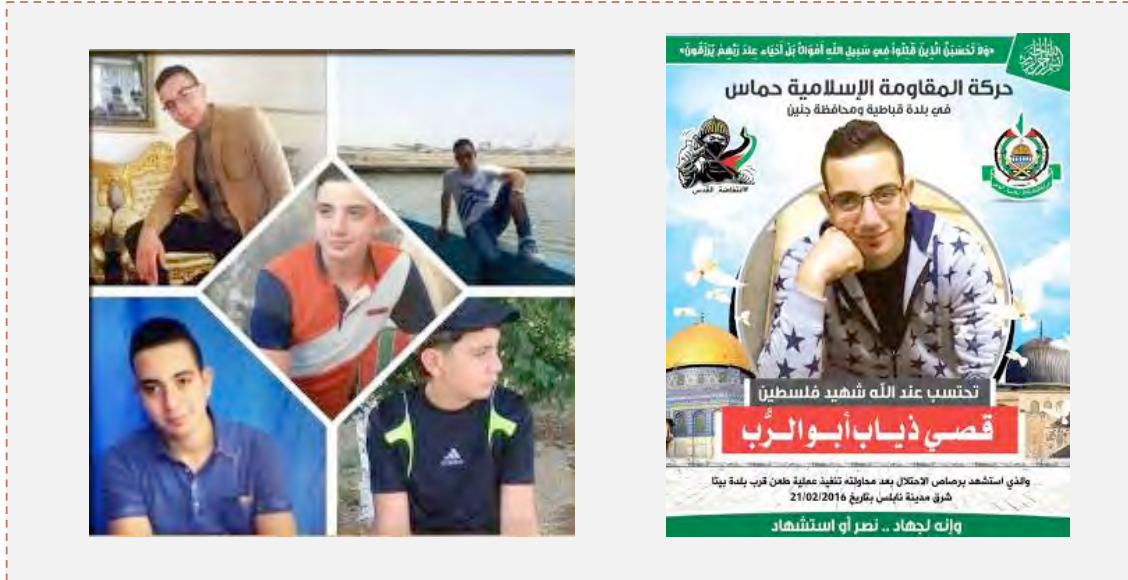 «وَلَا تَحْسَبَنَّ الَّذِينَ قُتِلُوا فِي سَبِيلِ اللَّهِ أَمْوَاتًا بَلْ أَحْيَاء عِندَ رَبِّهِمْ يُرْزَقُونَ»
حركة المقاومة الإسلامية حماس
في بلدة قباطية ومحافظة جنين
#انتفاضة_القدس
تحتسب عند الله شهيد فلسطين
قصي ذياب أبو الرُّب
والذي استشهد برصاص الاحتلال بعد محاولته تنفيذ عملية طعن قرب بلدة بيتا
شرق مدينة نابلس بتاريخ 21/02/2016
وإنه لجهاد .. نصر أو استشهاد